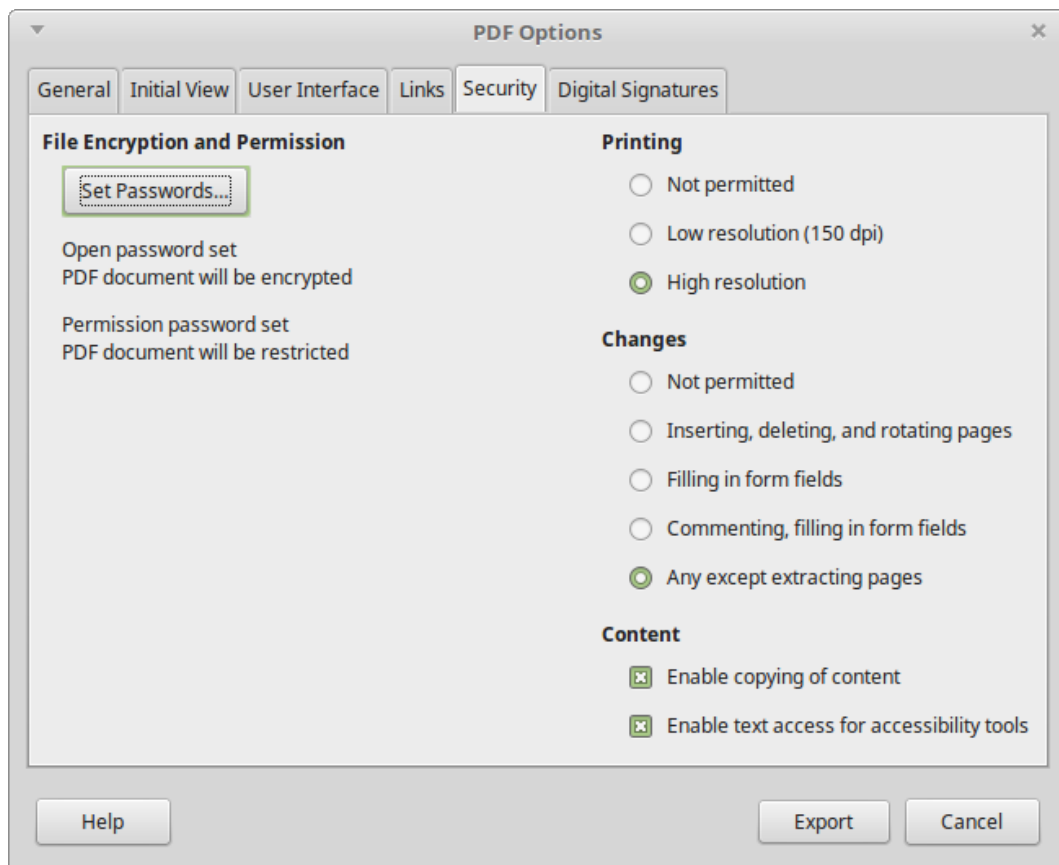 PDF Options
General
Initial View
User Interface
Links
Security
Digital Signatures
File Encryption and Permission
Set Passwords...
Open password set
PDF document will be encrypted
Permission password set
PDF document will be restricted
Printing
Not permitted
Low resolution (150 dpi)
High resolution
Changes
Not permitted
Inserting, deleting, and rotating pages
Filling in form fields
Commenting, filling in form fields
Any except extracting pages
Content
Enable copying of content
Enable text access for accessibility tools
Help
Export
Cancel